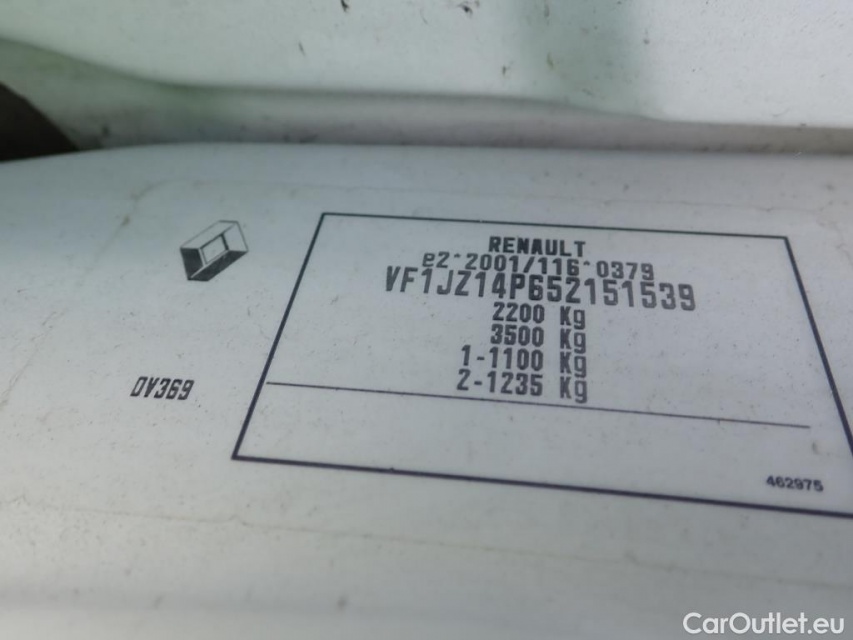 RENAULT
e2*2001/116*0379
VF1JZ14P652151539
2200 Kg
3500 Kg
1-1100 Kg
2-1235 Kg
0V369
462975
CarOutlet.eu